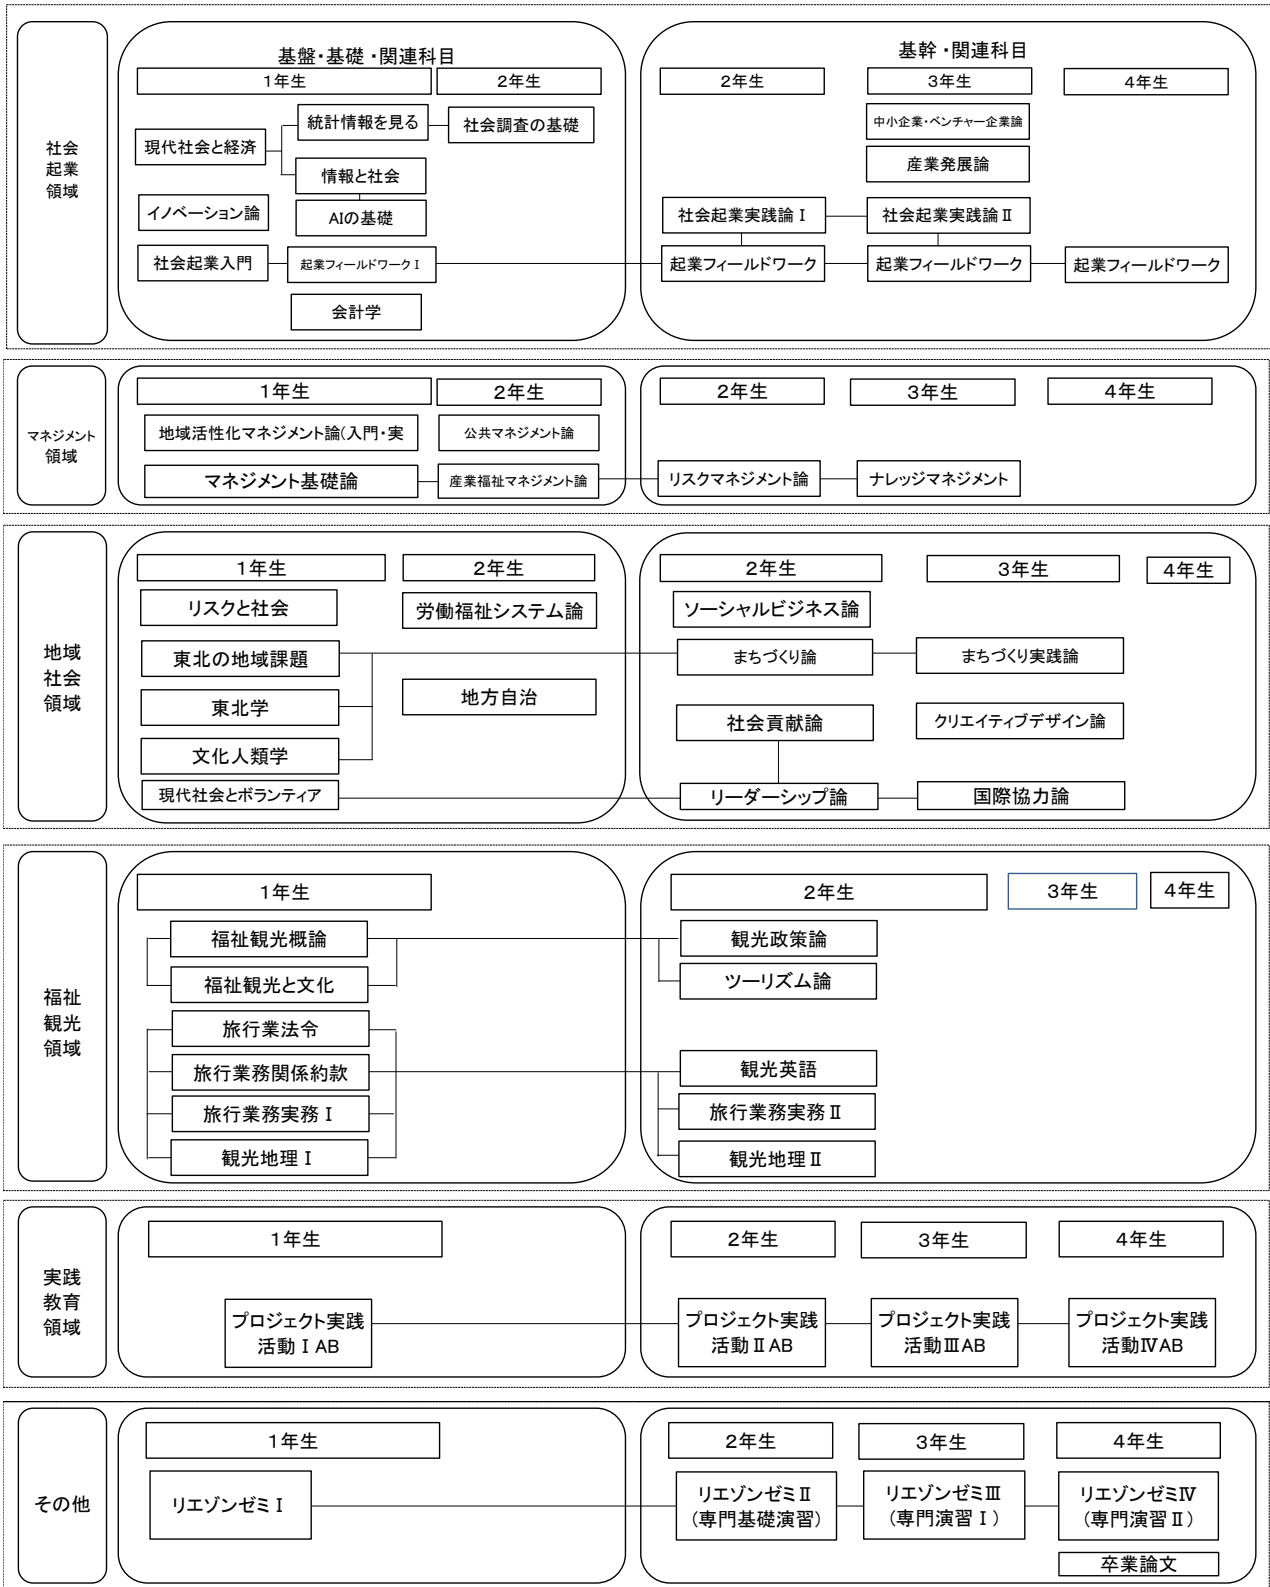 社会
起業
領域
基盤・基礎・関連科目
1年生
2年生
現代社会と経済
統計情報を見る
社会調査の基礎
情報と社会
イノベーション論
AIの基礎
社会起業入門
起業フィールドワークⅠ
会計学
基幹・関連科目
2年生
3年生
4年生
中小企業・ベンチャー企業論
産業発展論
社会起業実践論Ⅰ
社会起業実践論Ⅱ
起業フィールドワーク
起業フィールドワーク
起業フィールドワーク
マネジメント
領域
1年生
2年生
地域活性化マネジメント論(入門・実
公共マネジメント論
マネジメント基礎論
産業福祉マネジメント論
2年生
3年生
4年生
リスクマネジメント論
ナレッジマネジメント
地域
社会
領域
1年生
2年生
リスクと社会
労働福祉システム論
東北の地域課題
東北学
地方自治
文化人類学
現代社会とボランティア
2年生
3年生
4年生
ソーシャルビジネス論
まちづくり論
まちづくり実践論
社会貢献論
クリエイティブデザイン論
リーダーシップ論
国際協力論
福祉
観光
領域
1年生
福祉観光概論
福祉観光と文化
旅行業法令
旅行業務関係約款
旅行業務実務Ⅰ
観光地理Ⅰ
2年生
3年生
4年生
観光政策論
ツーリズム論
観光英語
旅行業務実務Ⅱ
観光地理Ⅱ
実践
教育
領域
1年生
プロジェクト実践
活動ⅠAB
2年生
3年生
4年生
プロジェクト実践
活動ⅡAB
プロジェクト実践
活動ⅢAB
プロジェクト実践
活動ⅣAB
その他
1年生
リエゾンゼミⅠ
2年生
3年生
4年生
リエゾンゼミⅡ
(専門基礎演習)
リエゾンゼミⅢ
(専門演習Ⅰ)
リエゾンゼミⅣ
(専門演習Ⅱ)
卒業論文